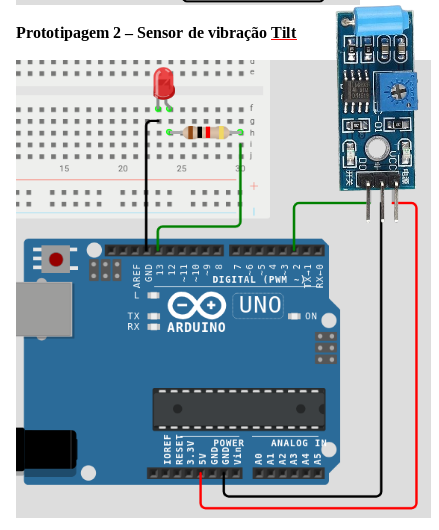 Prototipagem 2 – Sensor de vibração Tilt
f
g
h
i
j
15
20
25
30
+
DO
VCC
AREF
GND
13
12
~11
~10
~9
8
7
~6
~5
4
~3
2
TX→1
RX←0
DIGITAL (PWM ~)
L
TX
RX
ARDUINO
UNO
ON
IOREF
RESET
3.3V
5V
GND
GND
Vin
POWER
ANALOG IN
A0
A1
A2
A3
A4
A5